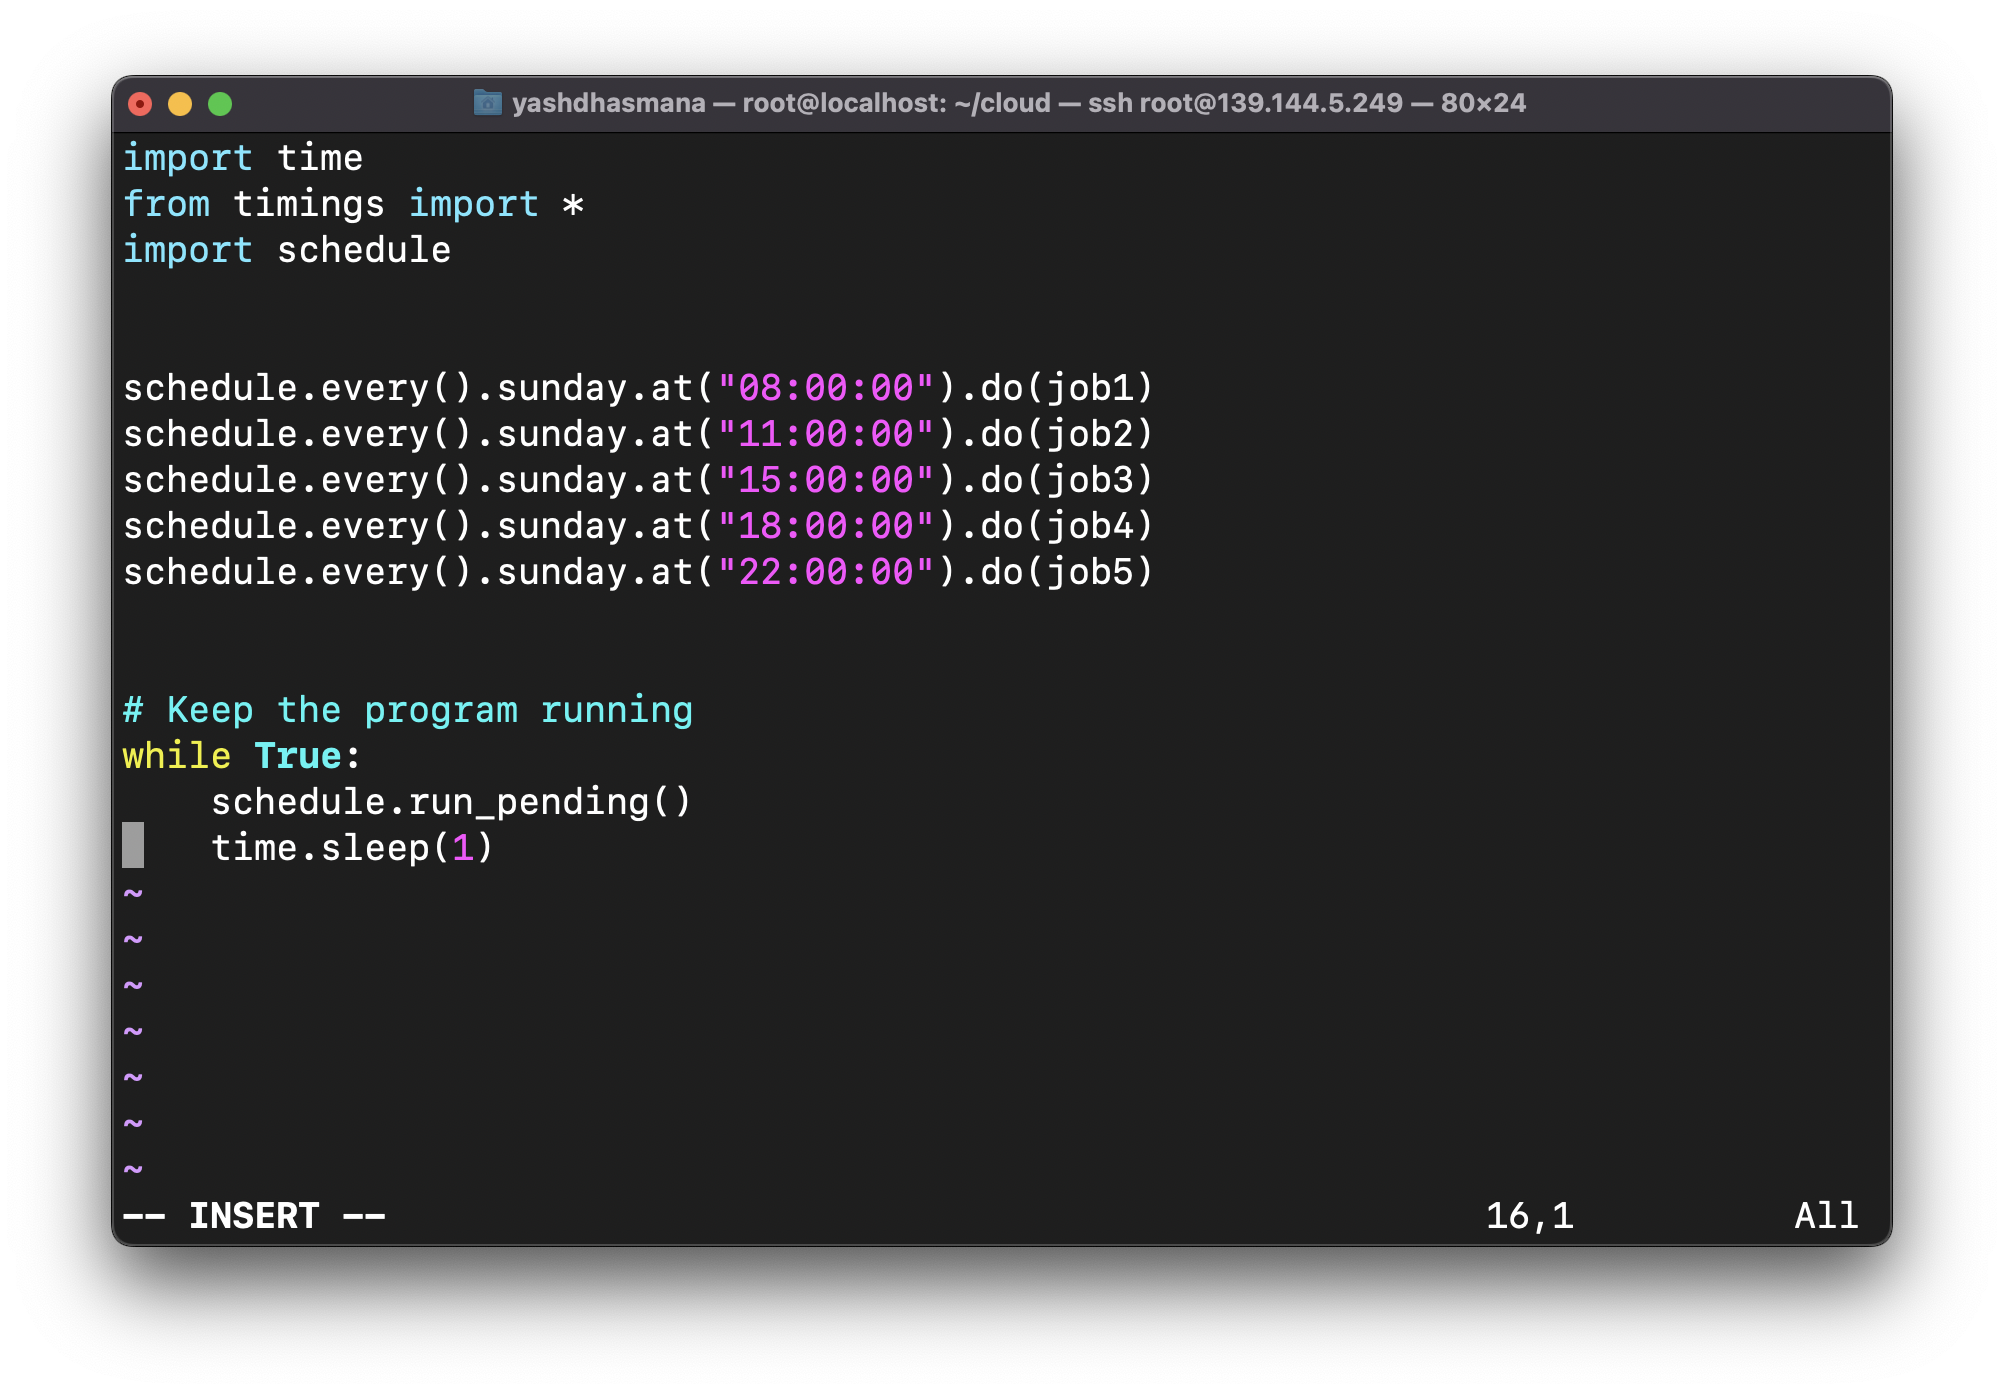 yashdhasmana — root@localhost: ~/cloud — ssh root@139.144.5.249 — 80×24
import time
from timings import *
import schedule
schedule.every().sunday.at("08:00:00").do(job1)
schedule.every().sunday.at("11:00:00").do(job2)
schedule.every().sunday.at("15:00:00").do(job3)
schedule.every().sunday.at("18:00:00").do(job4)
schedule.every().sunday.at("22:00:00").do(job5)
# Keep the program running
while True:
    schedule.run_pending()
    time.sleep(1)
~
~
~
~
~
~
~
-- INSERT -- 16,1 All